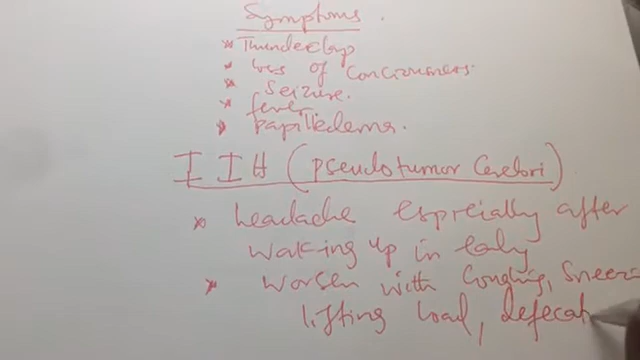 Symptoms.
* Thunderclap
* loss of conciousness.
* Seizure.
* fever.
* papilledema.
IIH (pseudotumor Cerebri)
* headache especially after
waking up in early
* worsen with Coughing, Sneez
lifting load, defecat